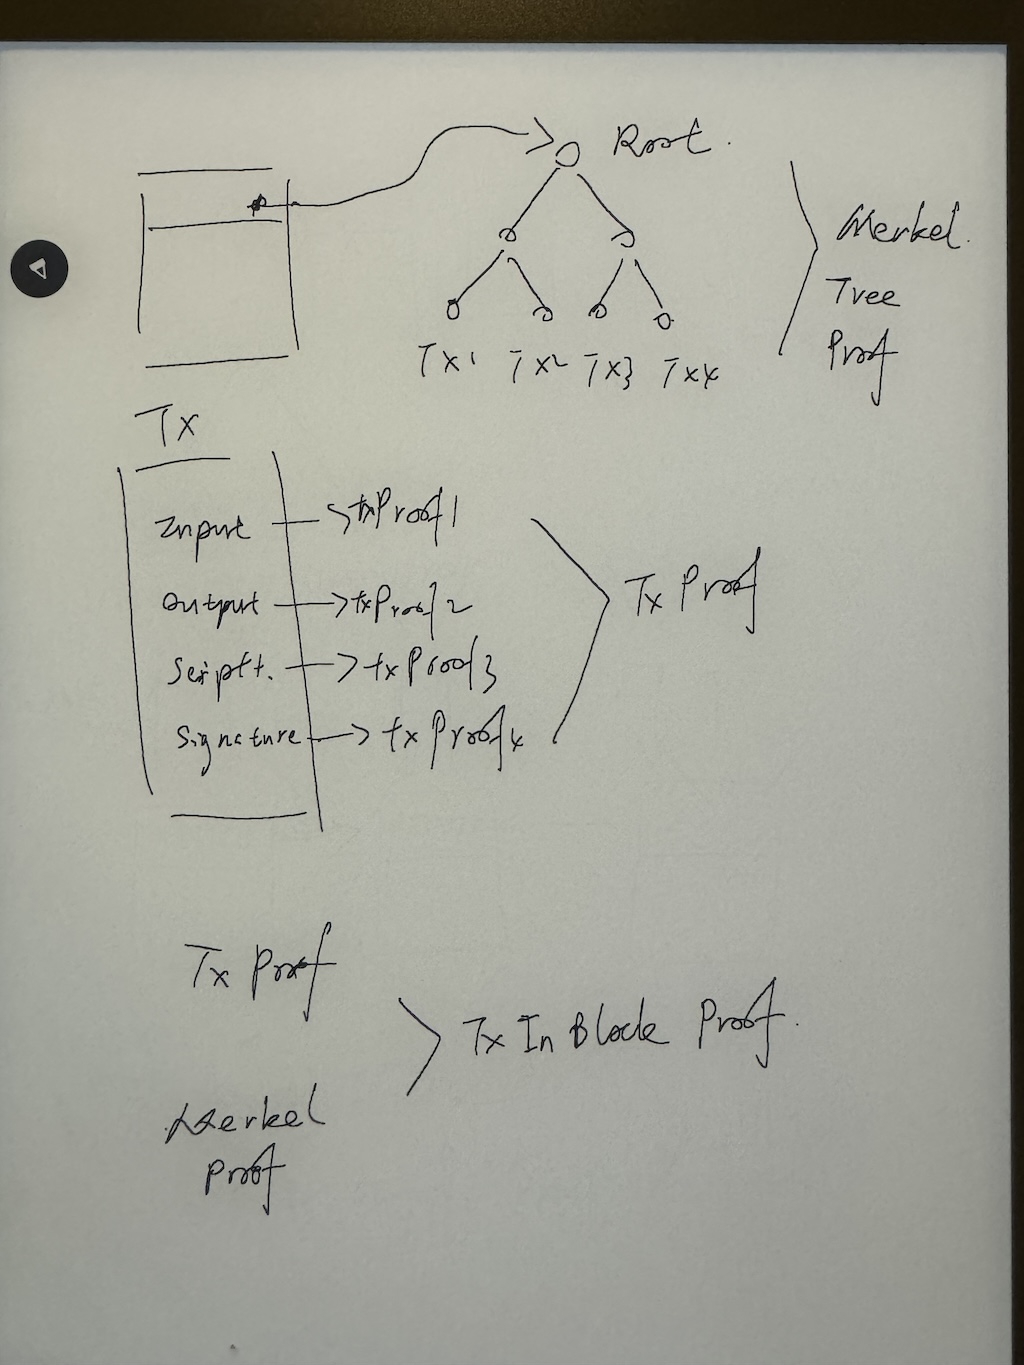 Root.
Merkel.
Tree
Proof
Tx1 Tx2 Tx3 Tx4
Tx
Input txProof1
Output txProof2
Scriptt. txProof3
Signature txProof4
Tx Proof
Tx Proof
Tx In Block Proof.
Merkel
Proof